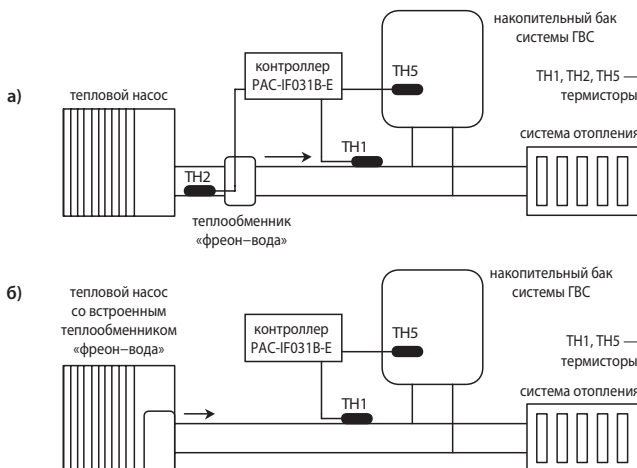 накопительный бак
системы ГВС
контроллер
PAC-IF031B-E
TH5
TH1, TH2, TH5 —
термисторы
а)
тепловой насос
TH1
система отопления
TH2
теплообменник
«фреон–вода»
накопительный бак
системы ГВС
б)
тепловой насос
со встроенным
теплообменником
«фреон–вода»
контроллер
PAC-IF031B-E
TH5
TH1, TH5 —
термисторы
TH1
система отопления